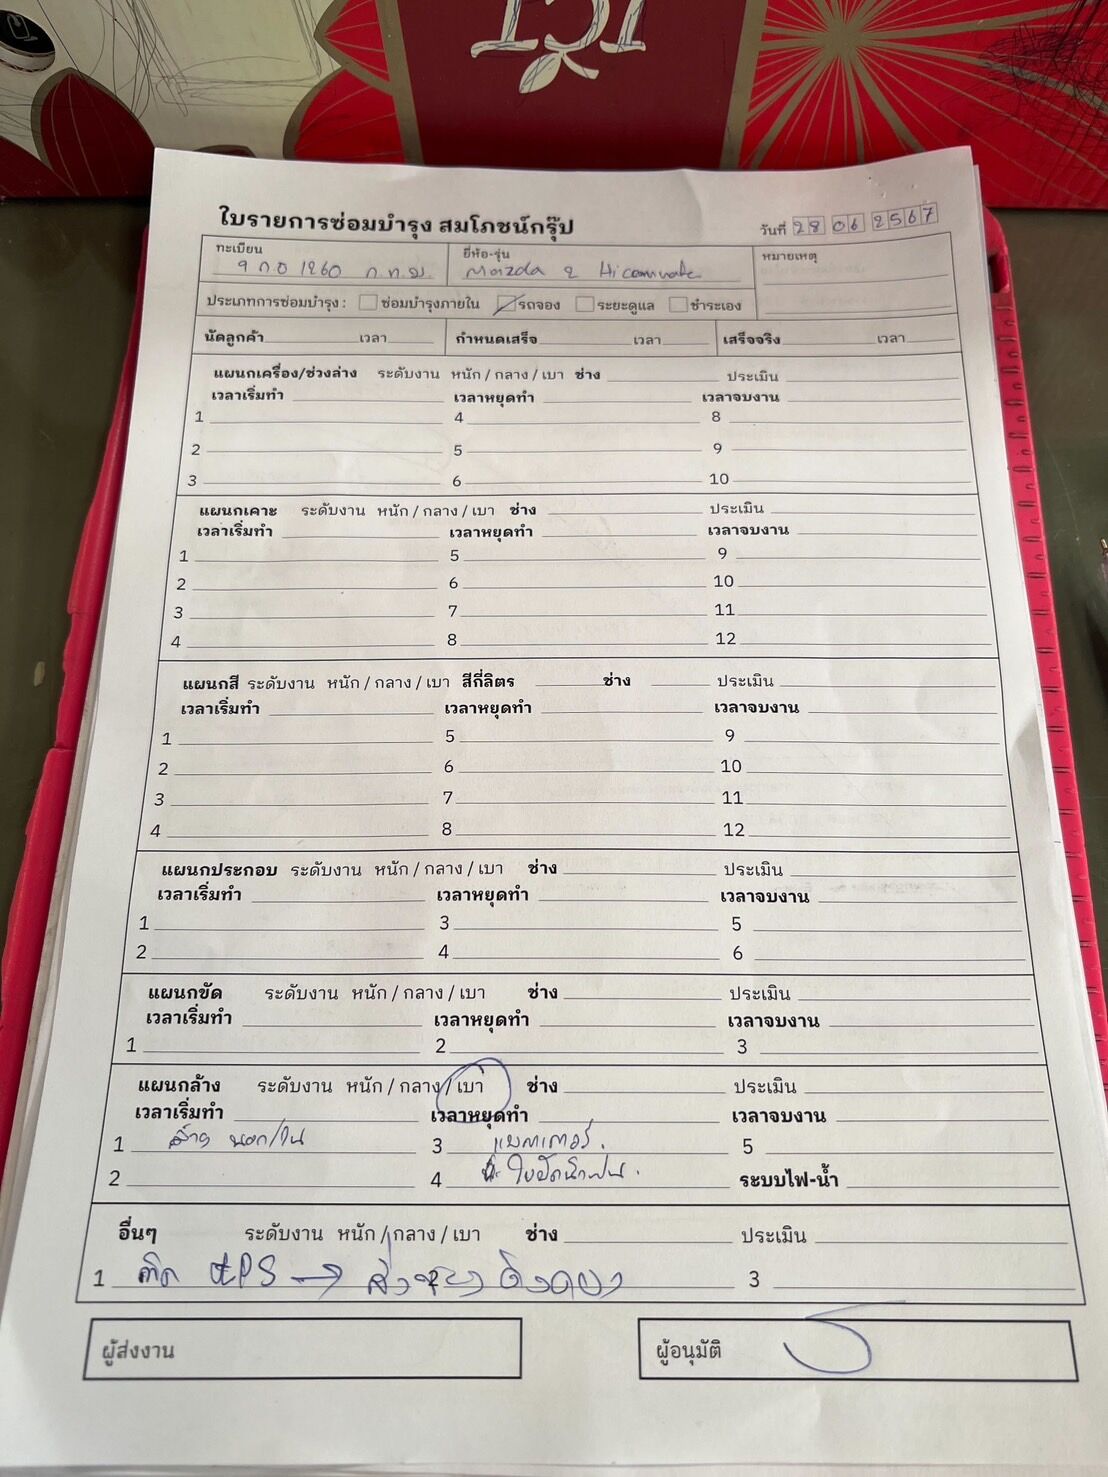 ใบรายการซ่อมบำรุง สมโภชน์กรุ๊ป
วันที่ 28 06 2567
ทะเบียน 9 กอ 1260 ก.ท.ม.
ยี่ห้อ-รุ่น Mazda 2
หมายเหตุ
ประเภทการซ่อมบำรุง : ซ่อมบำรุงภายใน รถจอง ระยะดูแล ชำระเอง
นัดลูกค้า เวลา กำหนดเสร็จ เวลา เสร็จจริง เวลา
แผนกเครื่อง/ช่วงล่าง ระดับงาน หนัก / กลาง / เบา ช่าง ประเมิน
เวลาเริ่มทำ เวลาหยุดทำ เวลาจบงาน
1 4 8
2 5 9
3 6 10
แผนกเคาะ ระดับงาน หนัก / กลาง / เบา ช่าง ประเมิน
เวลาเริ่มทำ เวลาหยุดทำ เวลาจบงาน
1 5 9
2 6 10
3 7 11
4 8 12
แผนกสี ระดับงาน หนัก / กลาง / เบา สีกี่ลิตร ช่าง ประเมิน
เวลาเริ่มทำ เวลาหยุดทำ เวลาจบงาน
1 5 9
2 6 10
3 7 11
4 8 12
แผนกประกอบ ระดับงาน หนัก / กลาง / เบา ช่าง ประเมิน
เวลาเริ่มทำ เวลาหยุดทำ เวลาจบงาน
1 3 5
2 4 6
แผนกขัด ระดับงาน หนัก / กลาง / เบา ช่าง ประเมิน
เวลาเริ่มทำ เวลาหยุดทำ เวลาจบงาน
1 2 3
แผนกล้าง ระดับงาน หนัก / กลาง / เบา ช่าง ประเมิน
เวลาเริ่มทำ เวลาหยุดทำ เวลาจบงาน
1 ล้าง นอก/ใน 3 แบตเตอรี่. 5
2 4 ใบปัดน้ำฝน. ระบบไฟ-น้ำ
อื่นๆ ระดับงาน หนัก / กลาง / เบา ช่าง ประเมิน
1 ติด GPS → 2 3
ผู้ส่งงาน
ผู้อนุมัติ